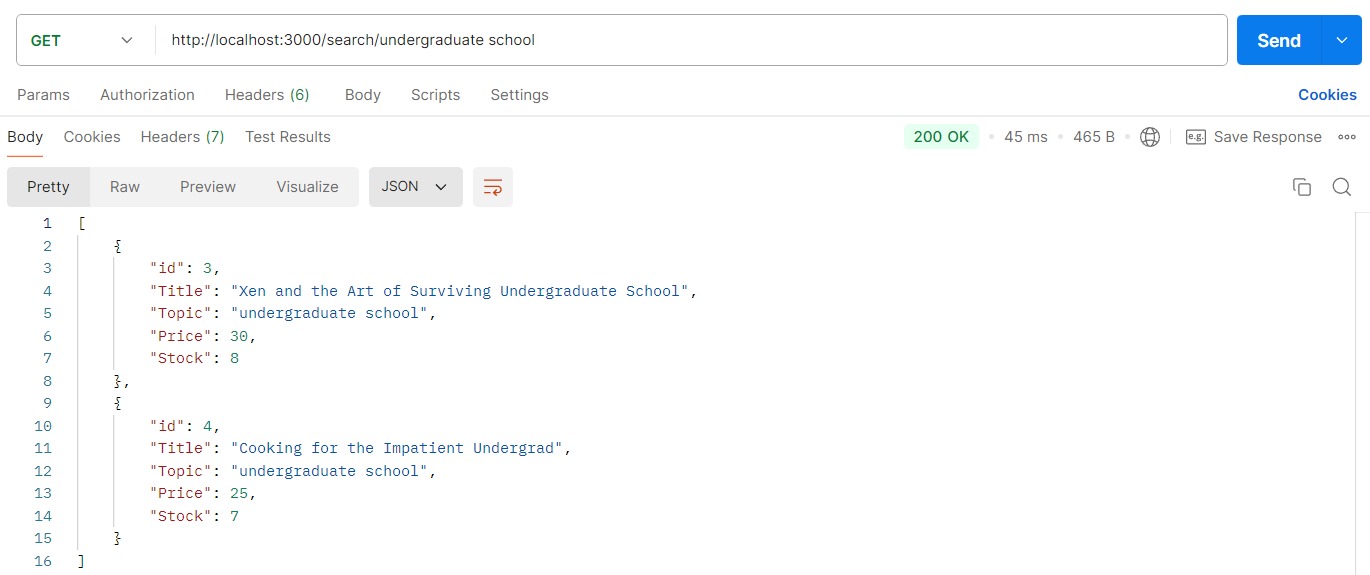 GET http://localhost:3000/search/undergraduate school Send
Params Authorization Headers (6) Body Scripts Settings Cookies
Body Cookies Headers (7) Test Results 200 OK 45 ms 465 B e.g. Save Response
Pretty Raw Preview Visualize JSON
1 [
2 {
3 "id": 3,
4 "Title": "Xen and the Art of Surviving Undergraduate School",
5 "Topic": "undergraduate school",
6 "Price": 30,
7 "Stock": 8
8 },
9 {
10 "id": 4,
11 "Title": "Cooking for the Impatient Undergrad",
12 "Topic": "undergraduate school",
13 "Price": 25,
14 "Stock": 7
15 }
16 ]